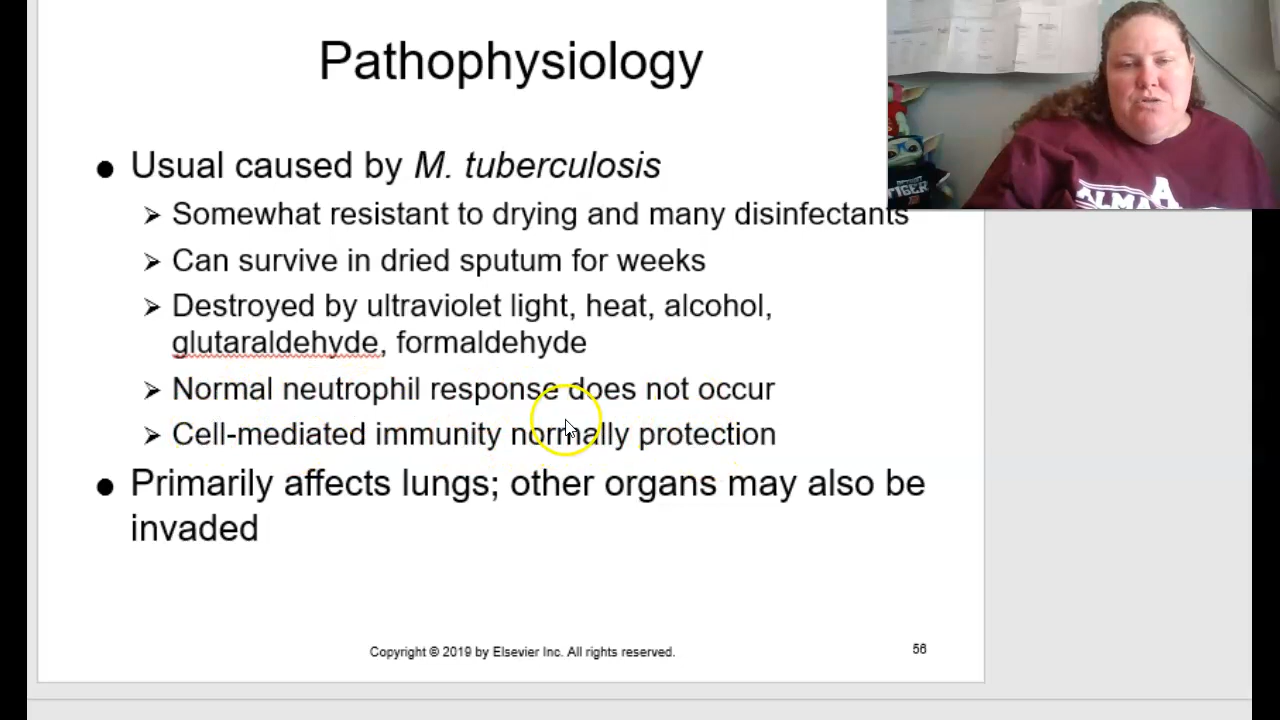 Pathophysiology
● Usual caused by M. tuberculosis
➢ Somewhat resistant to drying and many disinfectants
➢ Can survive in dried sputum for weeks
➢ Destroyed by ultraviolet light, heat, alcohol,
glutaraldehyde, formaldehyde
➢ Normal neutrophil response does not occur
➢ Cell-mediated immunity normally protection
● Primarily affects lungs; other organs may also be
invaded
Copyright © 2019 by Elsevier Inc. All rights reserved.
56
TIGER
A
ALMA